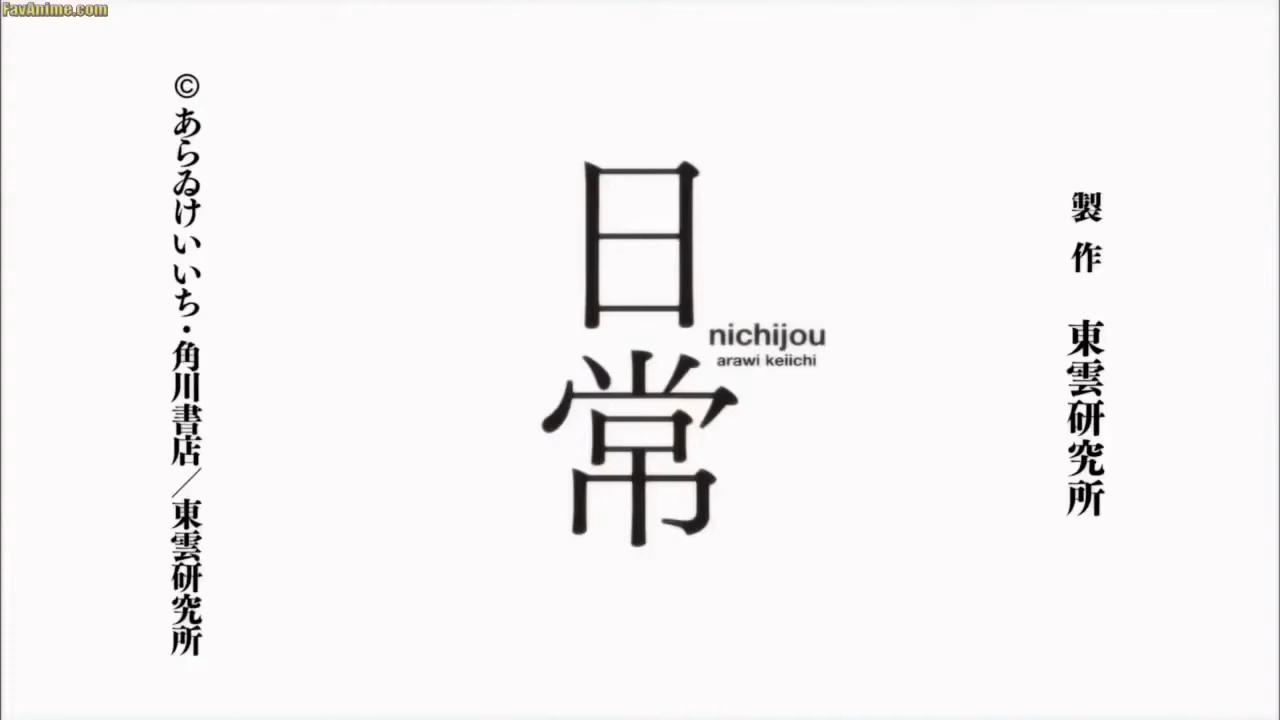 FavAnime.com
製作 東雲研究所
日常
nichijou
arawi keiichi
©あらゐけいいち・角川書店／東雲研究所